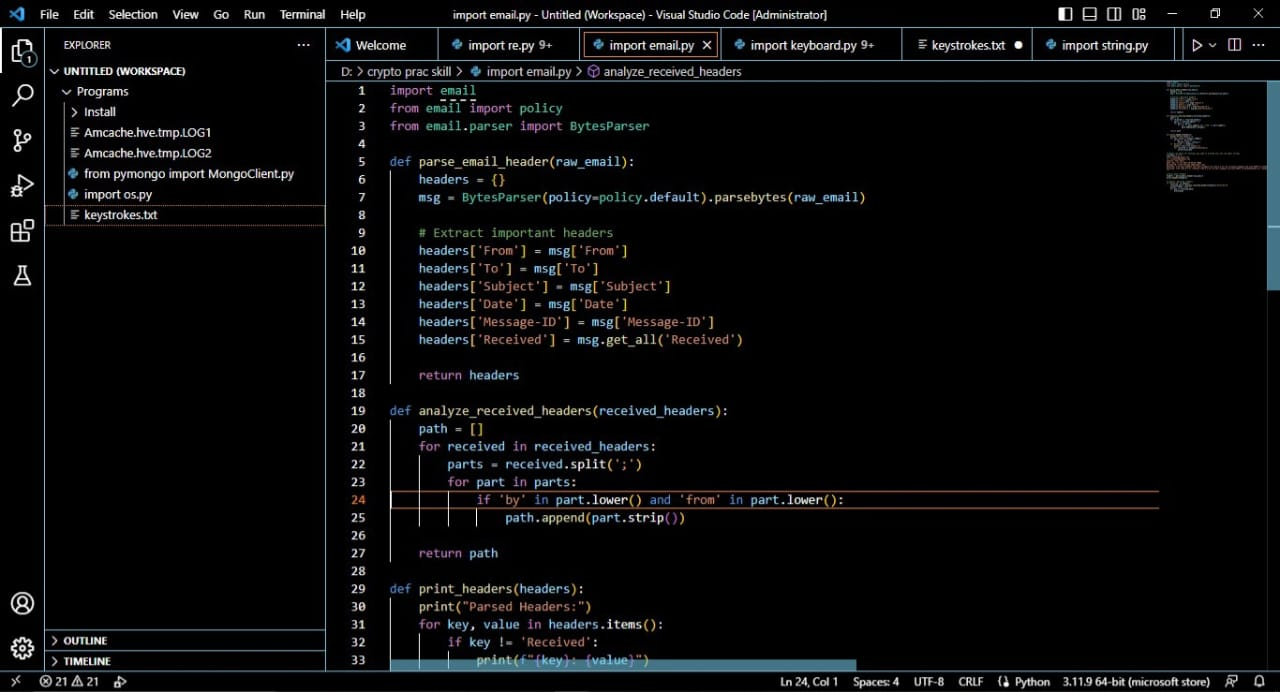 File Edit Selection View Go Run Terminal Help import email.py - Untitled (Workspace) - Visual Studio Code [Administrator]
EXPLORER ···
Welcome import re.py 9+ import email.py × import keyboard.py 9+ keystrokes.txt import string.py
D: > crypto prac skill > import email.py > analyze_received_headers
1
UNTITLED (WORKSPACE)
Programs
Install
Amcache.hve.tmp.LOG1
Amcache.hve.tmp.LOG2
from pymongo import MongoClient.py
import os.py
keystrokes.txt
1 import email
2 from email import policy
3 from email.parser import BytesParser
4
5 def parse_email_header(raw_email):
6 headers = {}
7 msg = BytesParser(policy=policy.default).parsebytes(raw_email)
8
9 # Extract important headers
10 headers['From'] = msg['From']
11 headers['To'] = msg['To']
12 headers['Subject'] = msg['Subject']
13 headers['Date'] = msg['Date']
14 headers['Message-ID'] = msg['Message-ID']
15 headers['Received'] = msg.get_all('Received')
16
17 return headers
18
19 def analyze_received_headers(received_headers):
20 path = []
21 for received in received_headers:
22 parts = received.split(';')
23 for part in parts:
24 if 'by' in part.lower() and 'from' in part.lower():
25 path.append(part.strip())
26
27 return path
28
29 def print_headers(headers):
30 print("Parsed Headers:")
31 for key, value in headers.items():
32 if key != 'Received':
33 print(f"{key}: {value}")
OUTLINE
TIMELINE
21 21 Ln 24, Col 1 Spaces: 4 UTF-8 CRLF Python 3.11.9 64-bit (microsoft store)